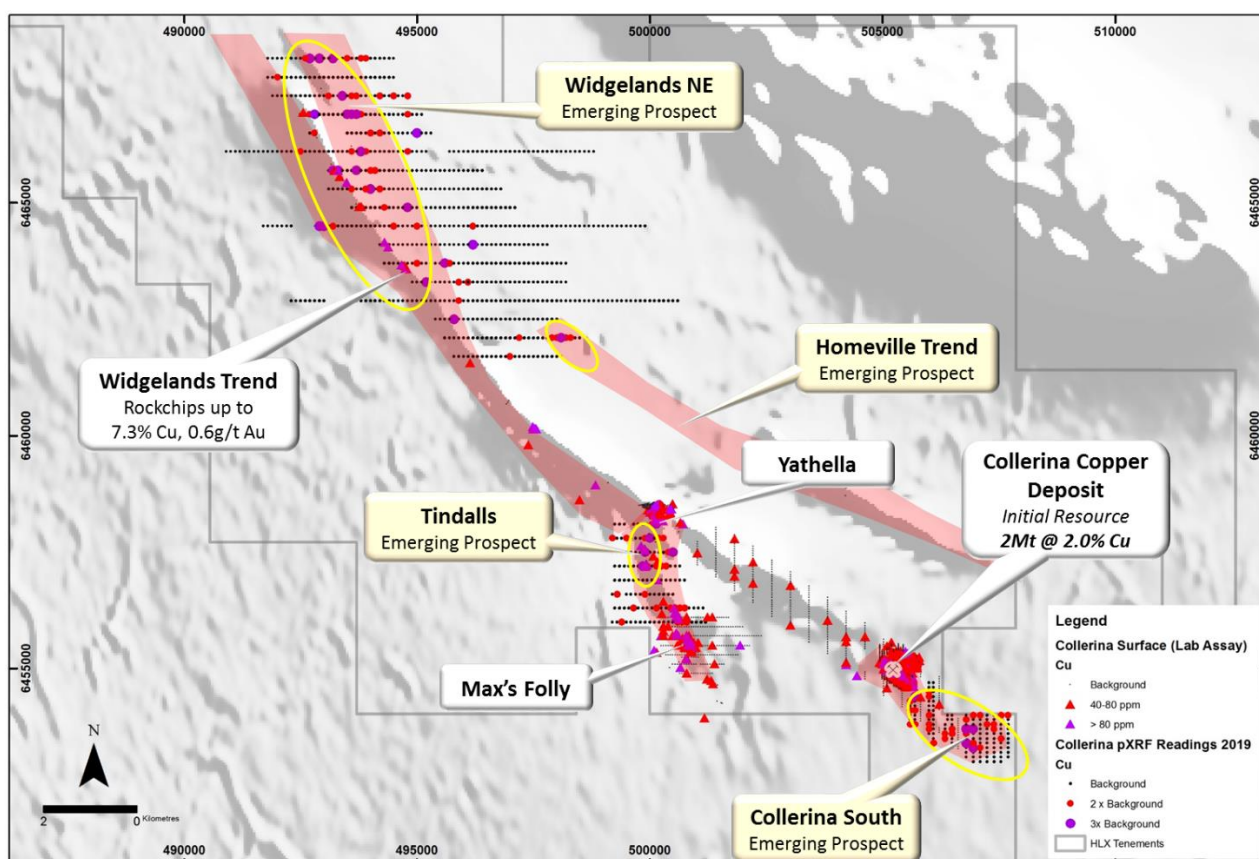 490000
495000
500000
505000
510000
Widgelands NE
Emerging Prospect
6465000
6465000
Homeville Trend
Emerging Prospect
Widgelands Trend
Rockchips up to
7.3% Cu, 0.6g/t Au
6460000
6460000
Yathella
Collerina Copper
Deposit
Initial Resource
2Mt @ 2.0% Cu
Tindalls
Emerging Prospect
Max's Folly
6455000
Collerina South
Emerging Prospect
N
2
0
Kilometres
Legend
Collerina Surface (Lab Assay)
Cu
Background
40-80 ppm
> 80 ppm
Collerina pXRF Readings 2019
Cu
Background
2 x Background
3x Background
HLX Tenements
490000
495000
500000